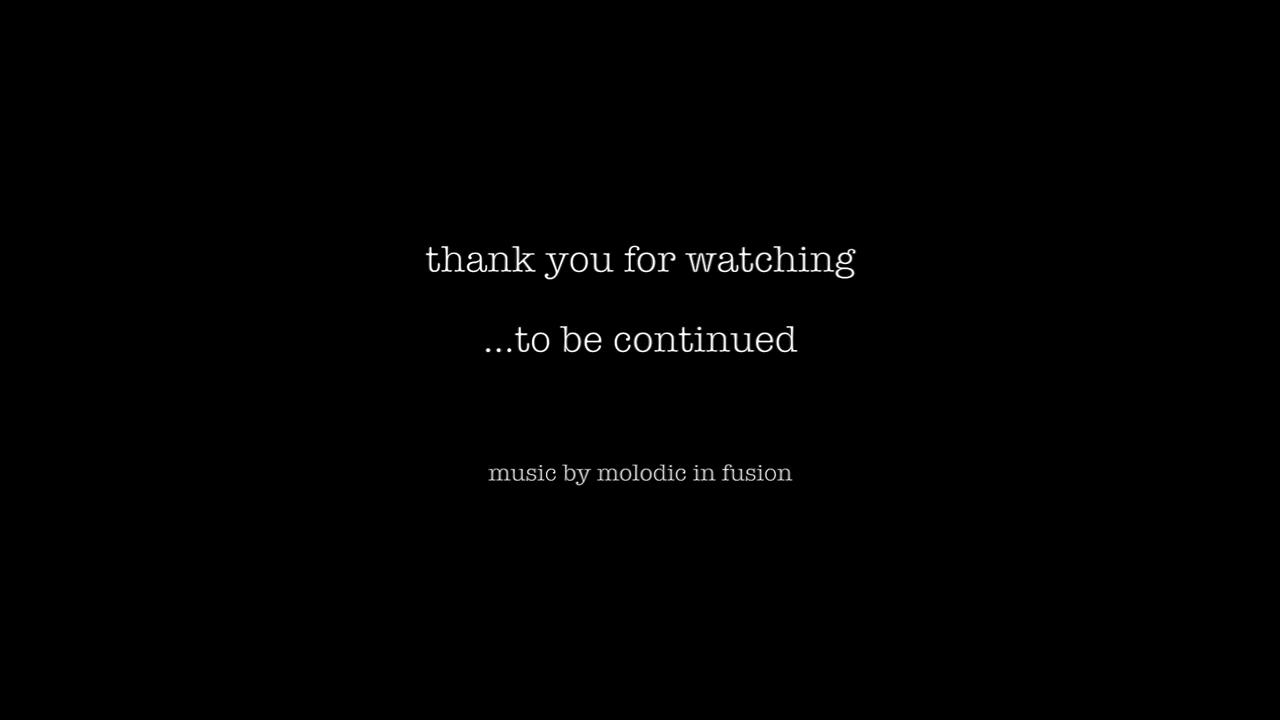 thank you for watching
...to be continued
music by molodic in fusion